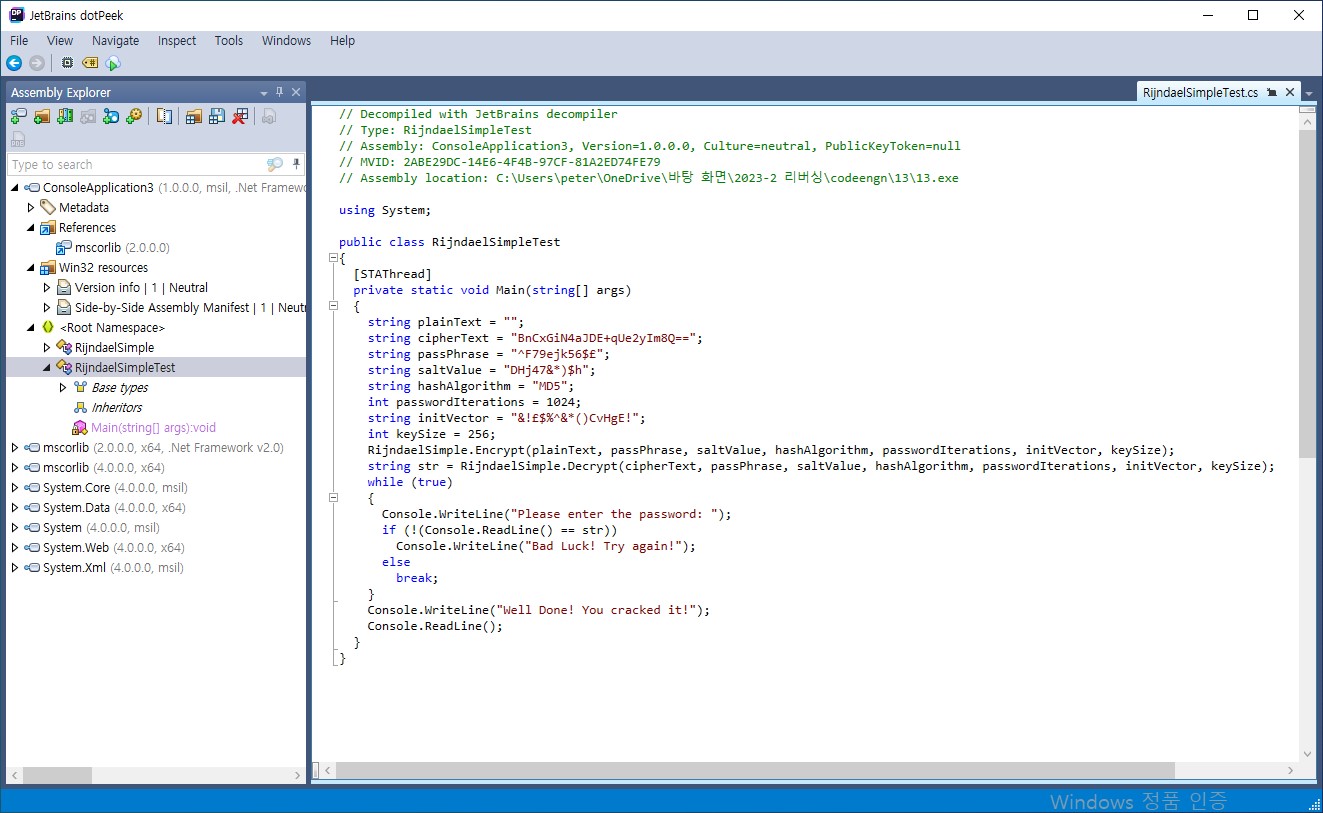 JetBrains dotPeek
File View Navigate Inspect Tools Windows Help
Assembly Explorer
RijndaelSimpleTest.cs
Type to search
ConsoleApplication3 (1.0.0.0, msil, .Net Framewo
Metadata
References
mscorlib (2.0.0.0)
Win32 resources
Version info | 1 | Neutral
Side-by-Side Assembly Manifest | 1 | Neutr
<Root Namespace>
RijndaelSimple
RijndaelSimpleTest
Base types
Inheritors
Main(string[] args):void
mscorlib (2.0.0.0, x64, .Net Framework v2.0)
mscorlib (4.0.0.0, x64)
System.Core (4.0.0.0, msil)
System.Data (4.0.0.0, x64)
System (4.0.0.0, msil)
System.Web (4.0.0.0, x64)
System.Xml (4.0.0.0, msil)
// Decompiled with JetBrains decompiler
// Type: RijndaelSimpleTest
// Assembly: ConsoleApplication3, Version=1.0.0.0, Culture=neutral, PublicKeyToken=null
// MVID: 2ABE29DC-14E6-4F4B-97CF-81A2ED74FE79
// Assembly location: C:\Users\peter\OneDrive\바탕 화면\2023-2 리버싱\codeengn\13\13.exe
using System;
public class RijndaelSimpleTest
{
[STAThread]
private static void Main(string[] args)
{
string plainText = "";
string cipherText = "BnCxGiN4aJDE+qUe2yIm8Q==";
string passPhrase = "^F79ejk56$£";
string saltValue = "DHj47&*)$h";
string hashAlgorithm = "MD5";
int passwordIterations = 1024;
string initVector = "&!£$%^&*()CvHgE!";
int keySize = 256;
RijndaelSimple.Encrypt(plainText, passPhrase, saltValue, hashAlgorithm, passwordIterations, initVector, keySize);
string str = RijndaelSimple.Decrypt(cipherText, passPhrase, saltValue, hashAlgorithm, passwordIterations, initVector, keySize);
while (true)
{
Console.WriteLine("Please enter the password: ");
if (!(Console.ReadLine() == str))
Console.WriteLine("Bad Luck! Try again!");
else
break;
}
Console.WriteLine("Well Done! You cracked it!");
Console.ReadLine();
}
}
Windows 정품 인증